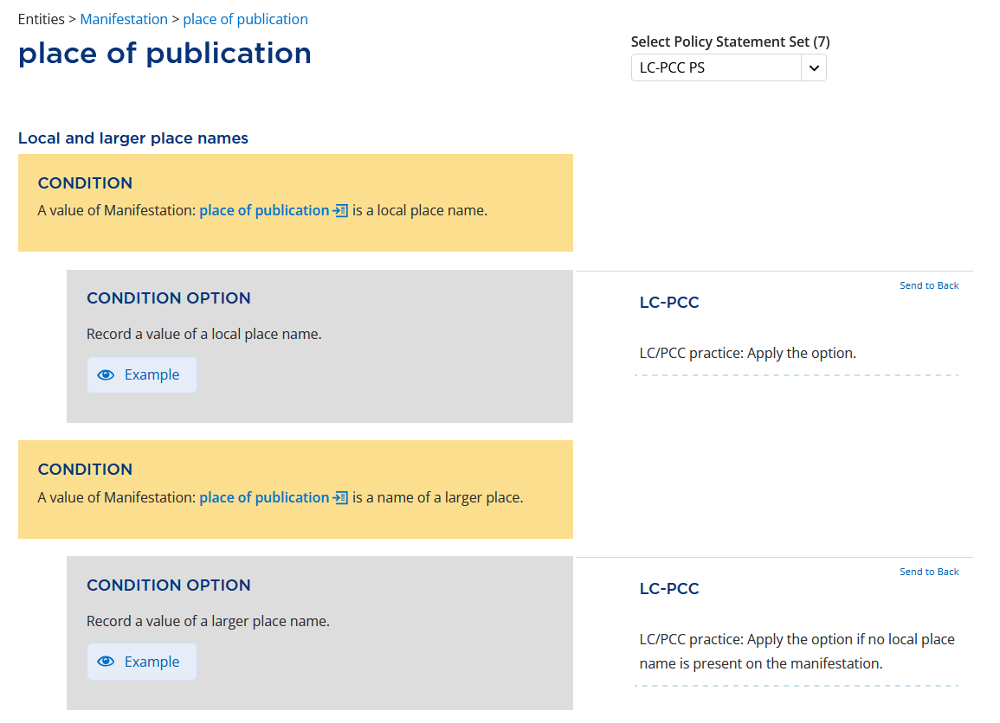 Entities > Manifestation > place of publication
place of publication
Select Policy Statement Set (7)
LC-PCC PS
Local and larger place names
CONDITION
A value of Manifestation: place of publication is a local place name.
CONDITION OPTION
Record a value of a local place name.
Example
Send to Back
LC-PCC
LC/PCC practice: Apply the option.
CONDITION
A value of Manifestation: place of publication is a name of a larger place.
CONDITION OPTION
Record a value of a larger place name.
Example
Send to Back
LC-PCC
LC/PCC practice: Apply the option if no local place
name is present on the manifestation.